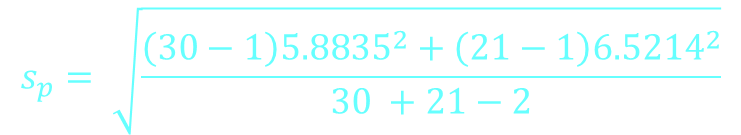 s_p = √(((30 − 1)5.8835² + (21 − 1)6.5214²) / (30 + 21 − 2))